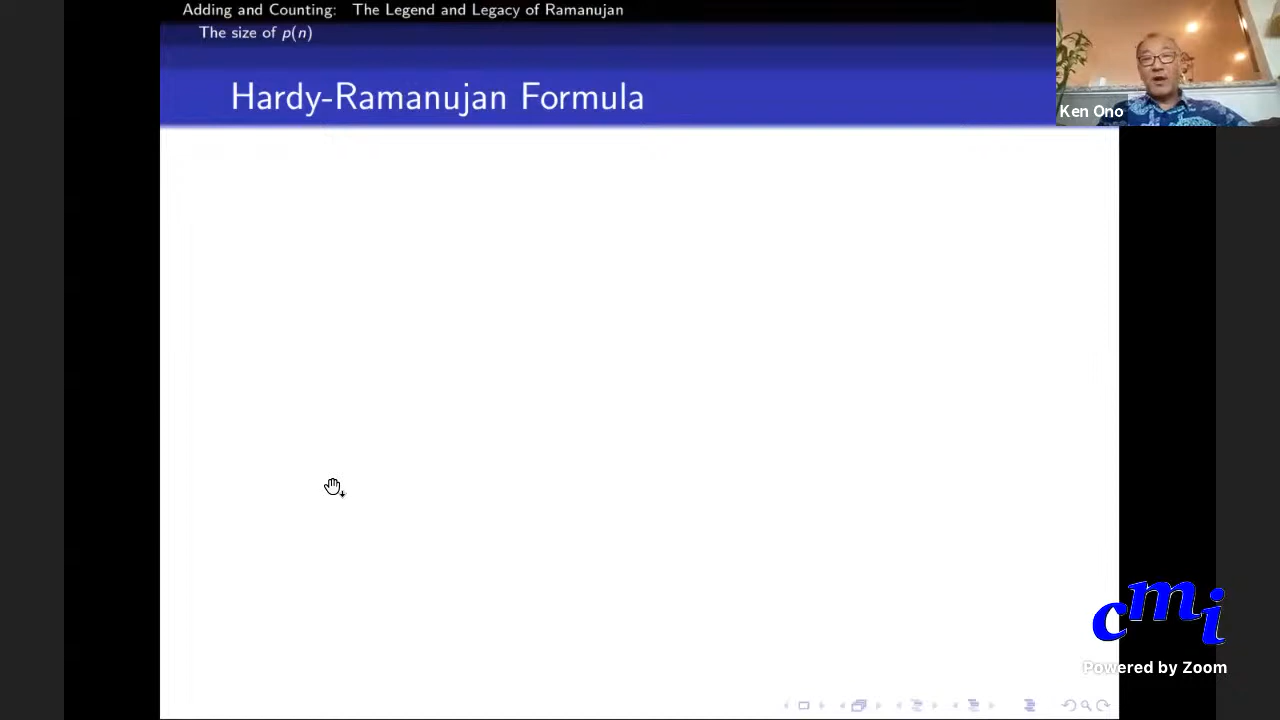 Adding and Counting: The Legend and Legacy of Ramanujan
The size of p(n)
Hardy-Ramanujan Formula
Ken Ono
cmi
Powered by Zoom